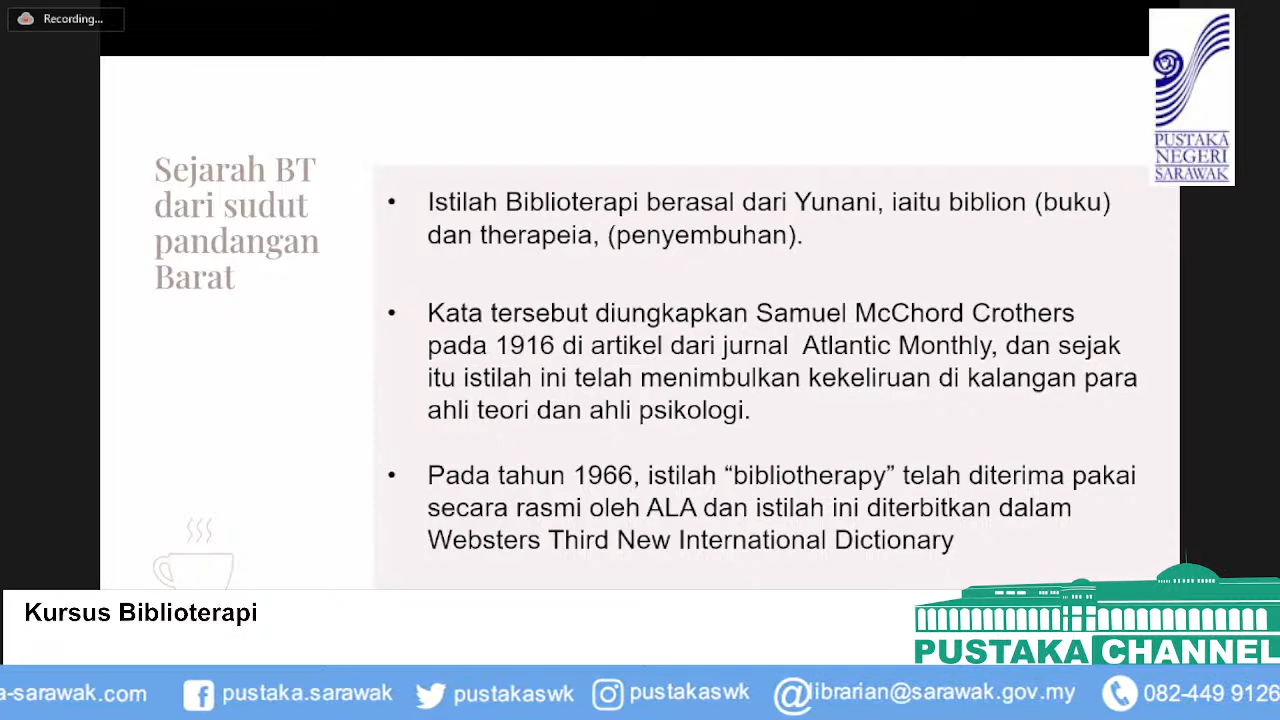 Recording...
PUSTAKA
NEGERI
SARAWAK
Sejarah BT
dari sudut
pandangan
Barat
• Istilah Biblioterapi berasal dari Yunani, iaitu biblion (buku)
dan therapeia, (penyembuhan).
• Kata tersebut diungkapkan Samuel McChord Crothers
pada 1916 di artikel dari jurnal Atlantic Monthly, dan sejak
itu istilah ini telah menimbulkan kekeliruan di kalangan para
ahli teori dan ahli psikologi.
• Pada tahun 1966, istilah “bibliotherapy” telah diterima pakai
secara rasmi oleh ALA dan istilah ini diterbitkan dalam
Websters Third New International Dictionary
Kursus Biblioterapi
PUSTAKA CHANNEL
a-sarawak.com pustaka.sarawak pustakaswk pustakaswk librarian@sarawak.gov.my 082-449 9126